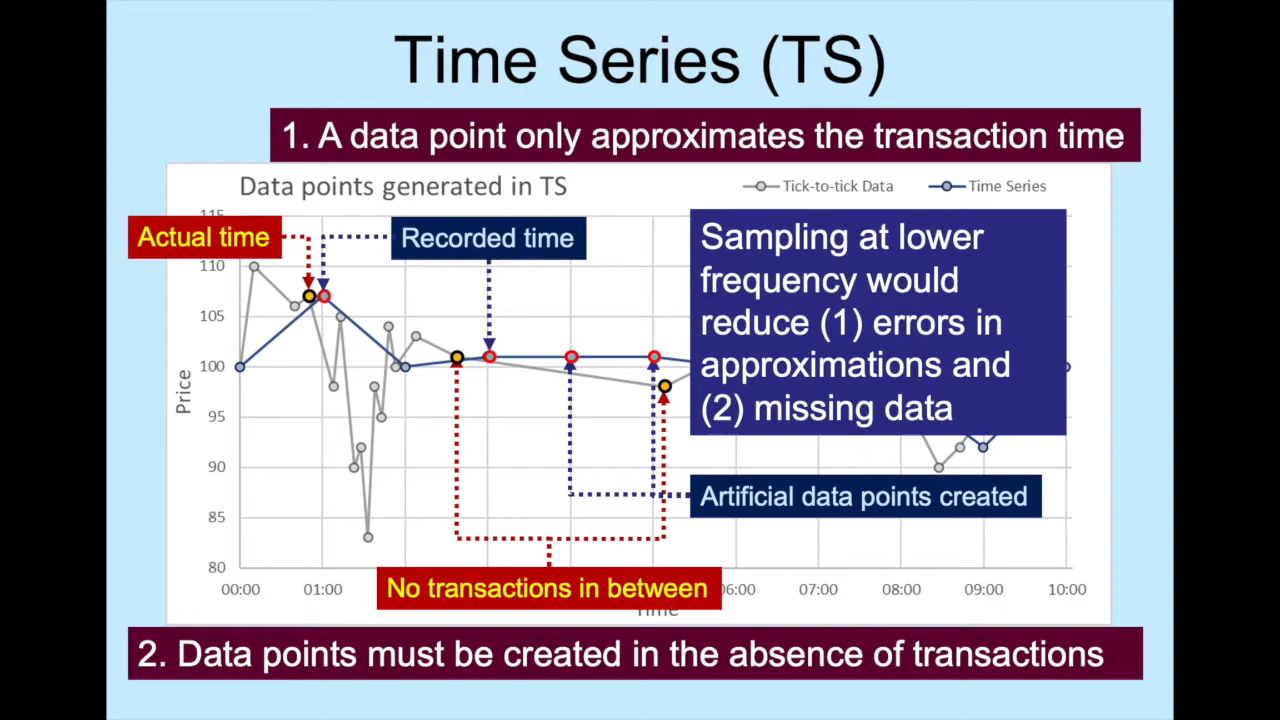 Time Series (TS)
1. A data point only approximates the transaction time
Data points generated in TS
Tick-to-tick Data
Time Series
Actual time
Recorded time
Sampling at lower
frequency would
reduce (1) errors in
approximations and
(2) missing data
115
110
105
100
95
90
85
80
Price
Artificial data points created
No transactions in between
00:00
01:00
06:00
07:00
08:00
09:00
10:00
Time
2. Data points must be created in the absence of transactions